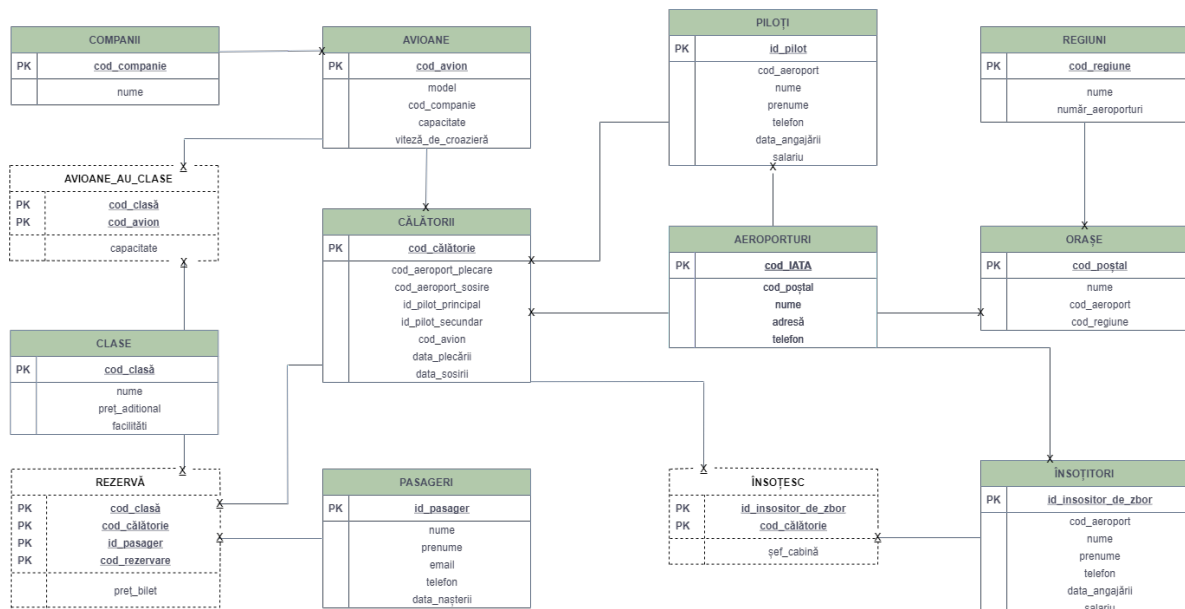 COMPANII
PK cod_companie
nume
AVIOANE
PK cod_avion
model
cod_companie
capacitate
viteză_de_croazieră
PILOȚI
PK id_pilot
cod_aeroport
nume
prenume
telefon
data_angajării
salariu
REGIUNI
PK cod_regiune
nume
număr_aeroporturi
AVIOANE_AU_CLASE
PK cod_clasă
PK cod_avion
capacitate
CĂLĂTORII
PK cod_călătorie
cod_aeroport_plecare
cod_aeroport_sosire
id_pilot_principal
id_pilot_secundar
cod_avion
data_plecării
data_sosirii
AEROPORTURI
PK cod_IATA
cod_poștal
nume
adresă
telefon
ORAȘE
PK cod_poștal
nume
cod_aeroport
cod_regiune
CLASE
PK cod_clasă
nume
preț_aditional
facilităti
REZERVĂ
PK cod_clasă
PK cod_călătorie
PK id_pasager
PK cod_rezervare
preț_bilet
PASAGERI
PK id_pasager
nume
prenume
email
telefon
data_nașterii
ÎNSOȚESC
PK id_insositor_de_zbor
PK cod_călătorie
șef_cabină
ÎNSOȚITORI
PK id_insositor_de_zbor
cod_aeroport
nume
prenume
telefon
data_angajării
salariu